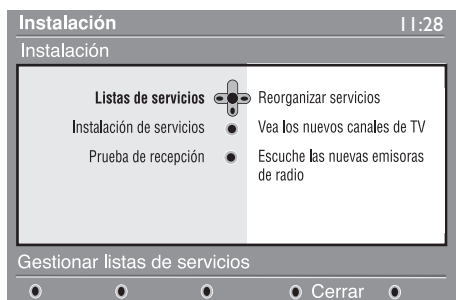 Instalación 11:28
Instalación
Listas de servicios Reorganizar servicios
Instalación de servicios Vea los nuevos canales de TV
Prueba de recepción Escuche las nuevas emisoras
de radio
Gestionar listas de servicios
Cerrar